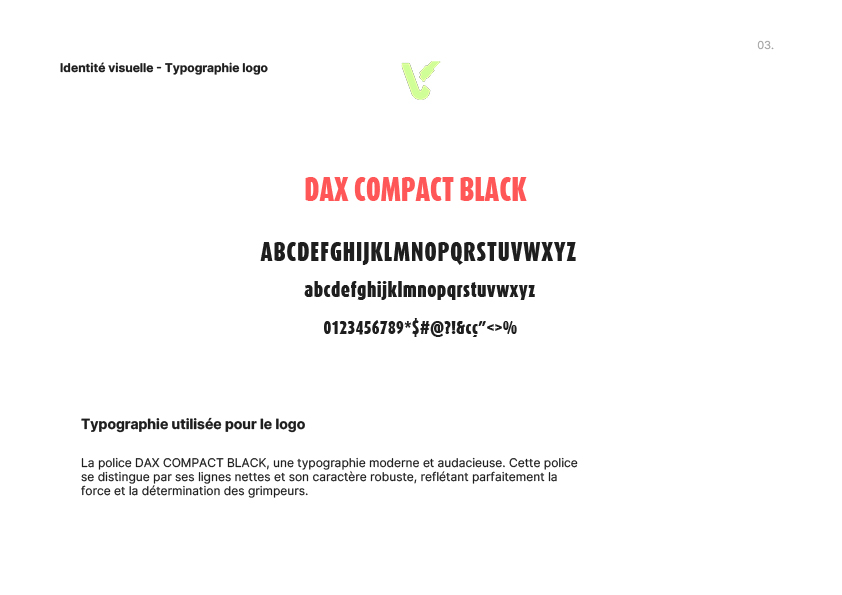 03.
Identité visuelle - Typographie logo
DAX COMPACT BLACK
ABCDEFGHIJKLMNOPQRSTUVWXYZ
abcdefghijklmnopqrstuvwxyz
0123456789*$#@?!&cç”<>%
Typographie utilisée pour le logo
La police DAX COMPACT BLACK, une typographie moderne et audacieuse. Cette police
se distingue par ses lignes nettes et son caractère robuste, reflétant parfaitement la
force et la détermination des grimpeurs.